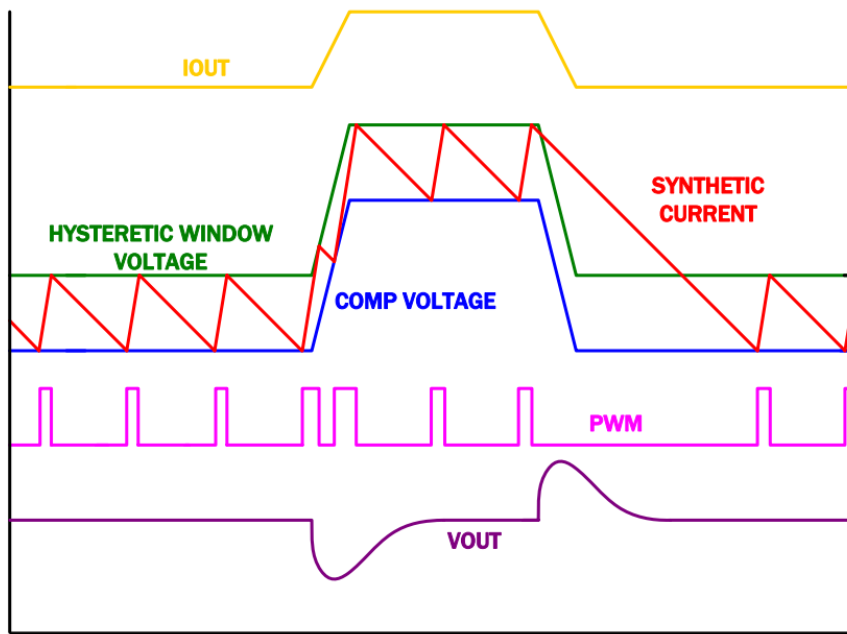 IOUT
SYNTHETIC
CURRENT
HYSTERETIC WINDOW
VOLTAGE
COMP VOLTAGE
PWM
VOUT